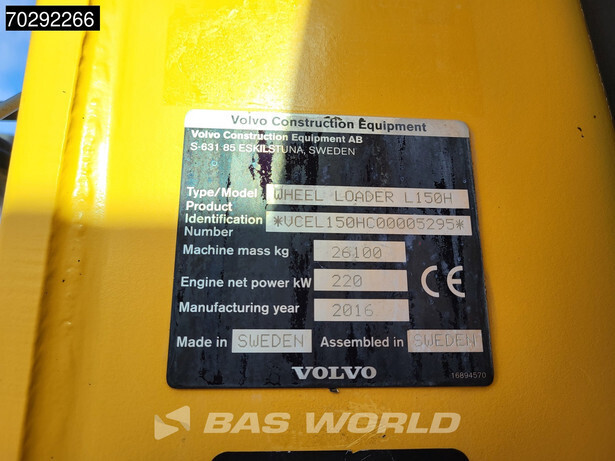 70292266
Volvo Construction Equipment
Volvo Construction Equipment AB
S-631 85 ESKILSTUNA, SWEDEN
Type/Model WHEEL LOADER L150H
Product
Identification *VCEL150HC00005295*
Number
Machine mass kg 26100
Engine net power kW 220
CE
Manufacturing year 2016
Made in SWEDEN Assembled in SWEDEN
VOLVO
16894570
BAS WORLD